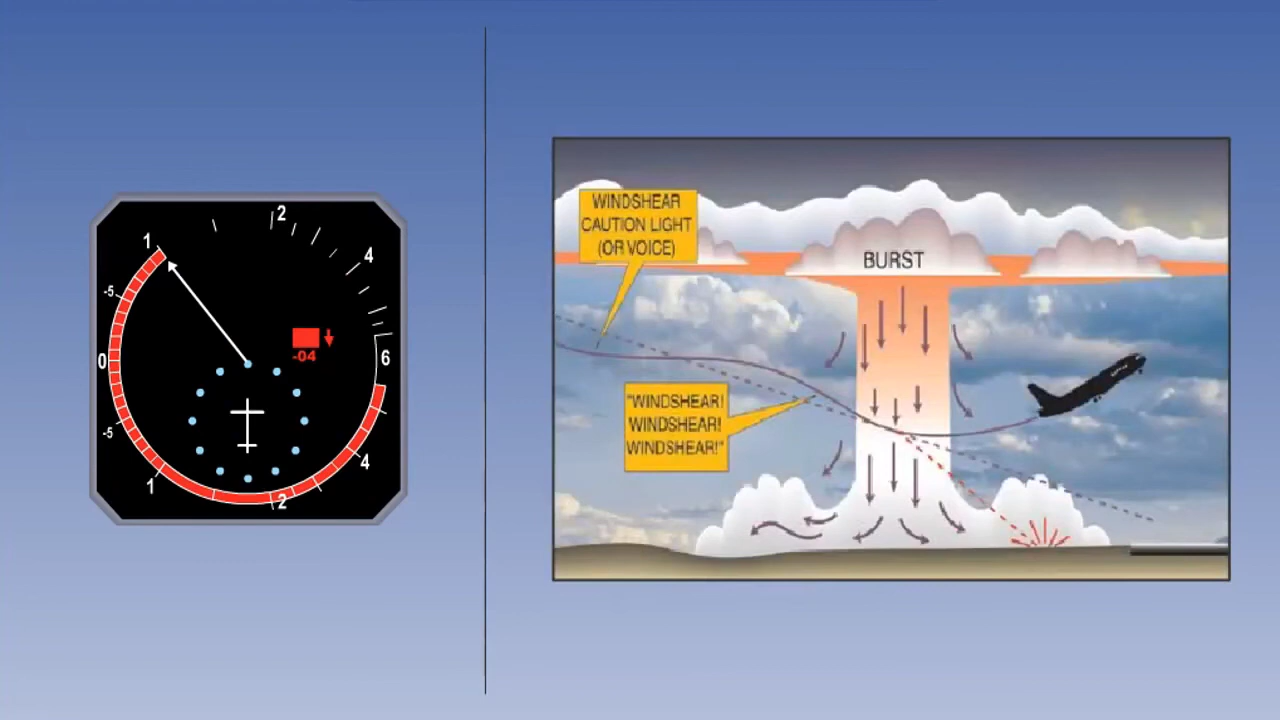 2
1
4
-5
-04
0
6
-5
4
1
2
WINDSHEAR
CAUTION LIGHT
(OR VOICE)
BURST
"WINDSHEAR!
WINDSHEAR!
WINDSHEAR!"